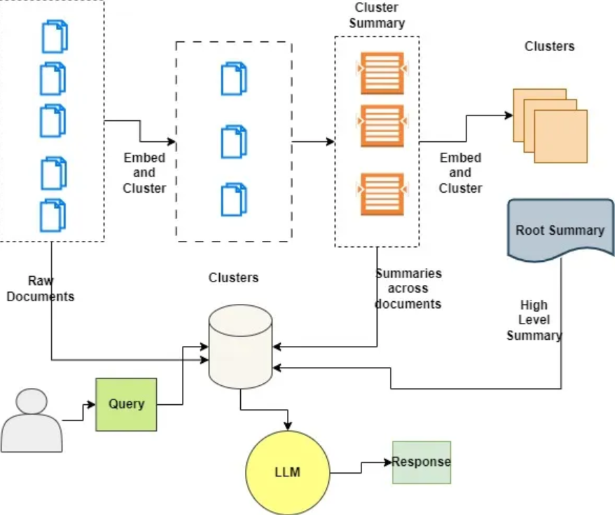 Cluster
Summary
Clusters
Embed
and
Cluster
Embed
and
Cluster
Root Summary
Raw
Documents
Clusters
Summaries
across
documents
High
Level
Summary
Query
LLM
Response